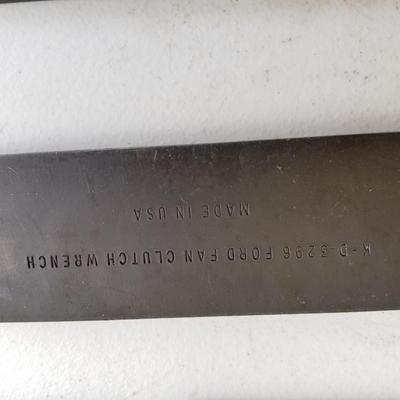 K-D 3296 FORD FAN CLUTCH WRENCH
MADE IN USA